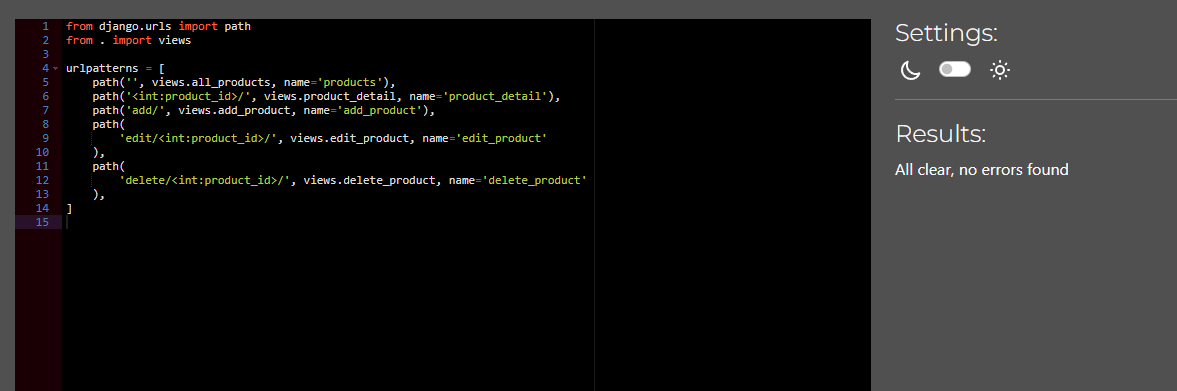 1 from django.urls import path
2 from . import views
3
4 urlpatterns = [
5     path('', views.all_products, name='products'),
6     path('<int:product_id>/', views.product_detail, name='product_detail'),
7     path('add/', views.add_product, name='add_product'),
8     path(
9         'edit/<int:product_id>/', views.edit_product, name='edit_product'
10     ),
11     path(
12         'delete/<int:product_id>/', views.delete_product, name='delete_product'
13     ),
14 ]
15
Settings:
Results:
All clear, no errors found